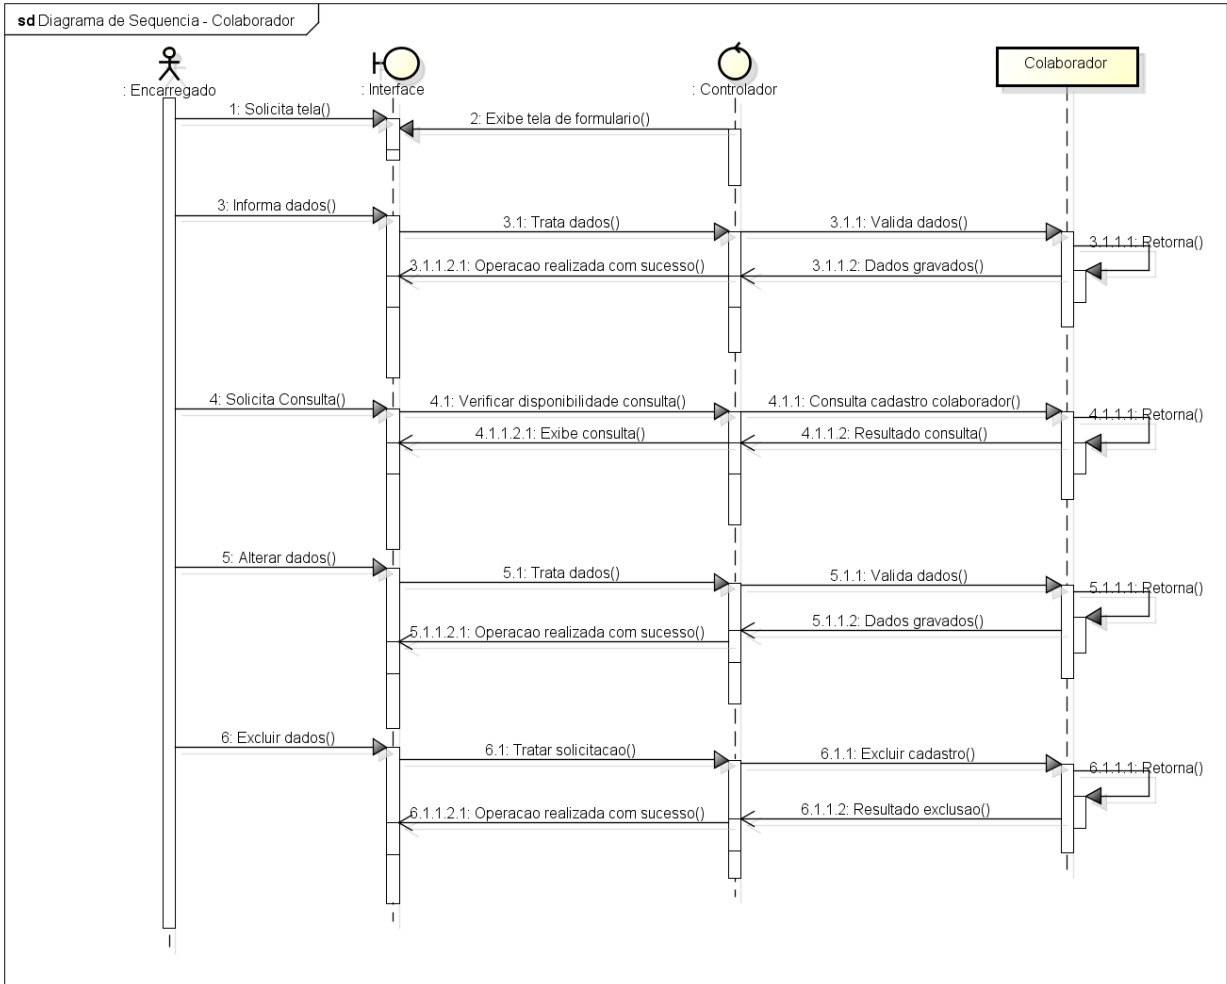 sd Diagrama de Sequencia - Colaborador
: Encarregado
: Interface
: Controlador
Colaborador
1: Solicita tela()
2: Exibe tela de formulario()
3: Informa dados()
3.1: Trata dados()
3.1.1: Valida dados()
3.1.1.1: Retorna()
3.1.1.2.1: Operacao realizada com sucesso()
3.1.1.2: Dados gravados()
4: Solicita Consulta()
4.1: Verificar disponibilidade consulta()
4.1.1: Consulta cadastro colaborador()
4.1.1.1: Retorna()
4.1.1.2.1: Exibe consulta()
4.1.1.2: Resultado consulta()
5: Alterar dados()
5.1: Trata dados()
5.1.1: Valida dados()
5.1.1.1: Retorna()
5.1.1.2.1: Operacao realizada com sucesso()
5.1.1.2: Dados gravados()
6: Excluir dados()
6.1: Tratar solicitacao()
6.1.1: Excluir cadastro()
6.1.1.1: Retorna()
6.1.1.2.1: Operacao realizada com sucesso()
6.1.1.2: Resultado exclusao()